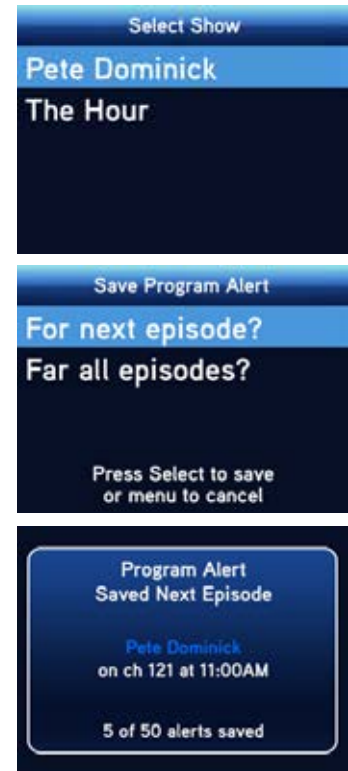 Select Show
Pete Dominick
The Hour
Save Program Alert
For next episode?
Far all episodes?
Press Select to save
or menu to cancel
Program Alert
Saved Next Episode
Pete Dominick
on ch 121 at 11:00AM
5 of 50 alerts saved